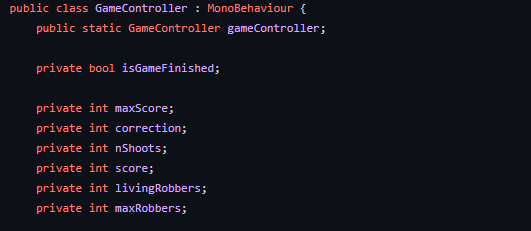 public class GameController : MonoBehaviour {
public static GameController gameController;
private bool isGameFinished;
private int maxScore;
private int correction;
private int nShoots;
private int score;
private int livingRobbers;
private int maxRobbers;